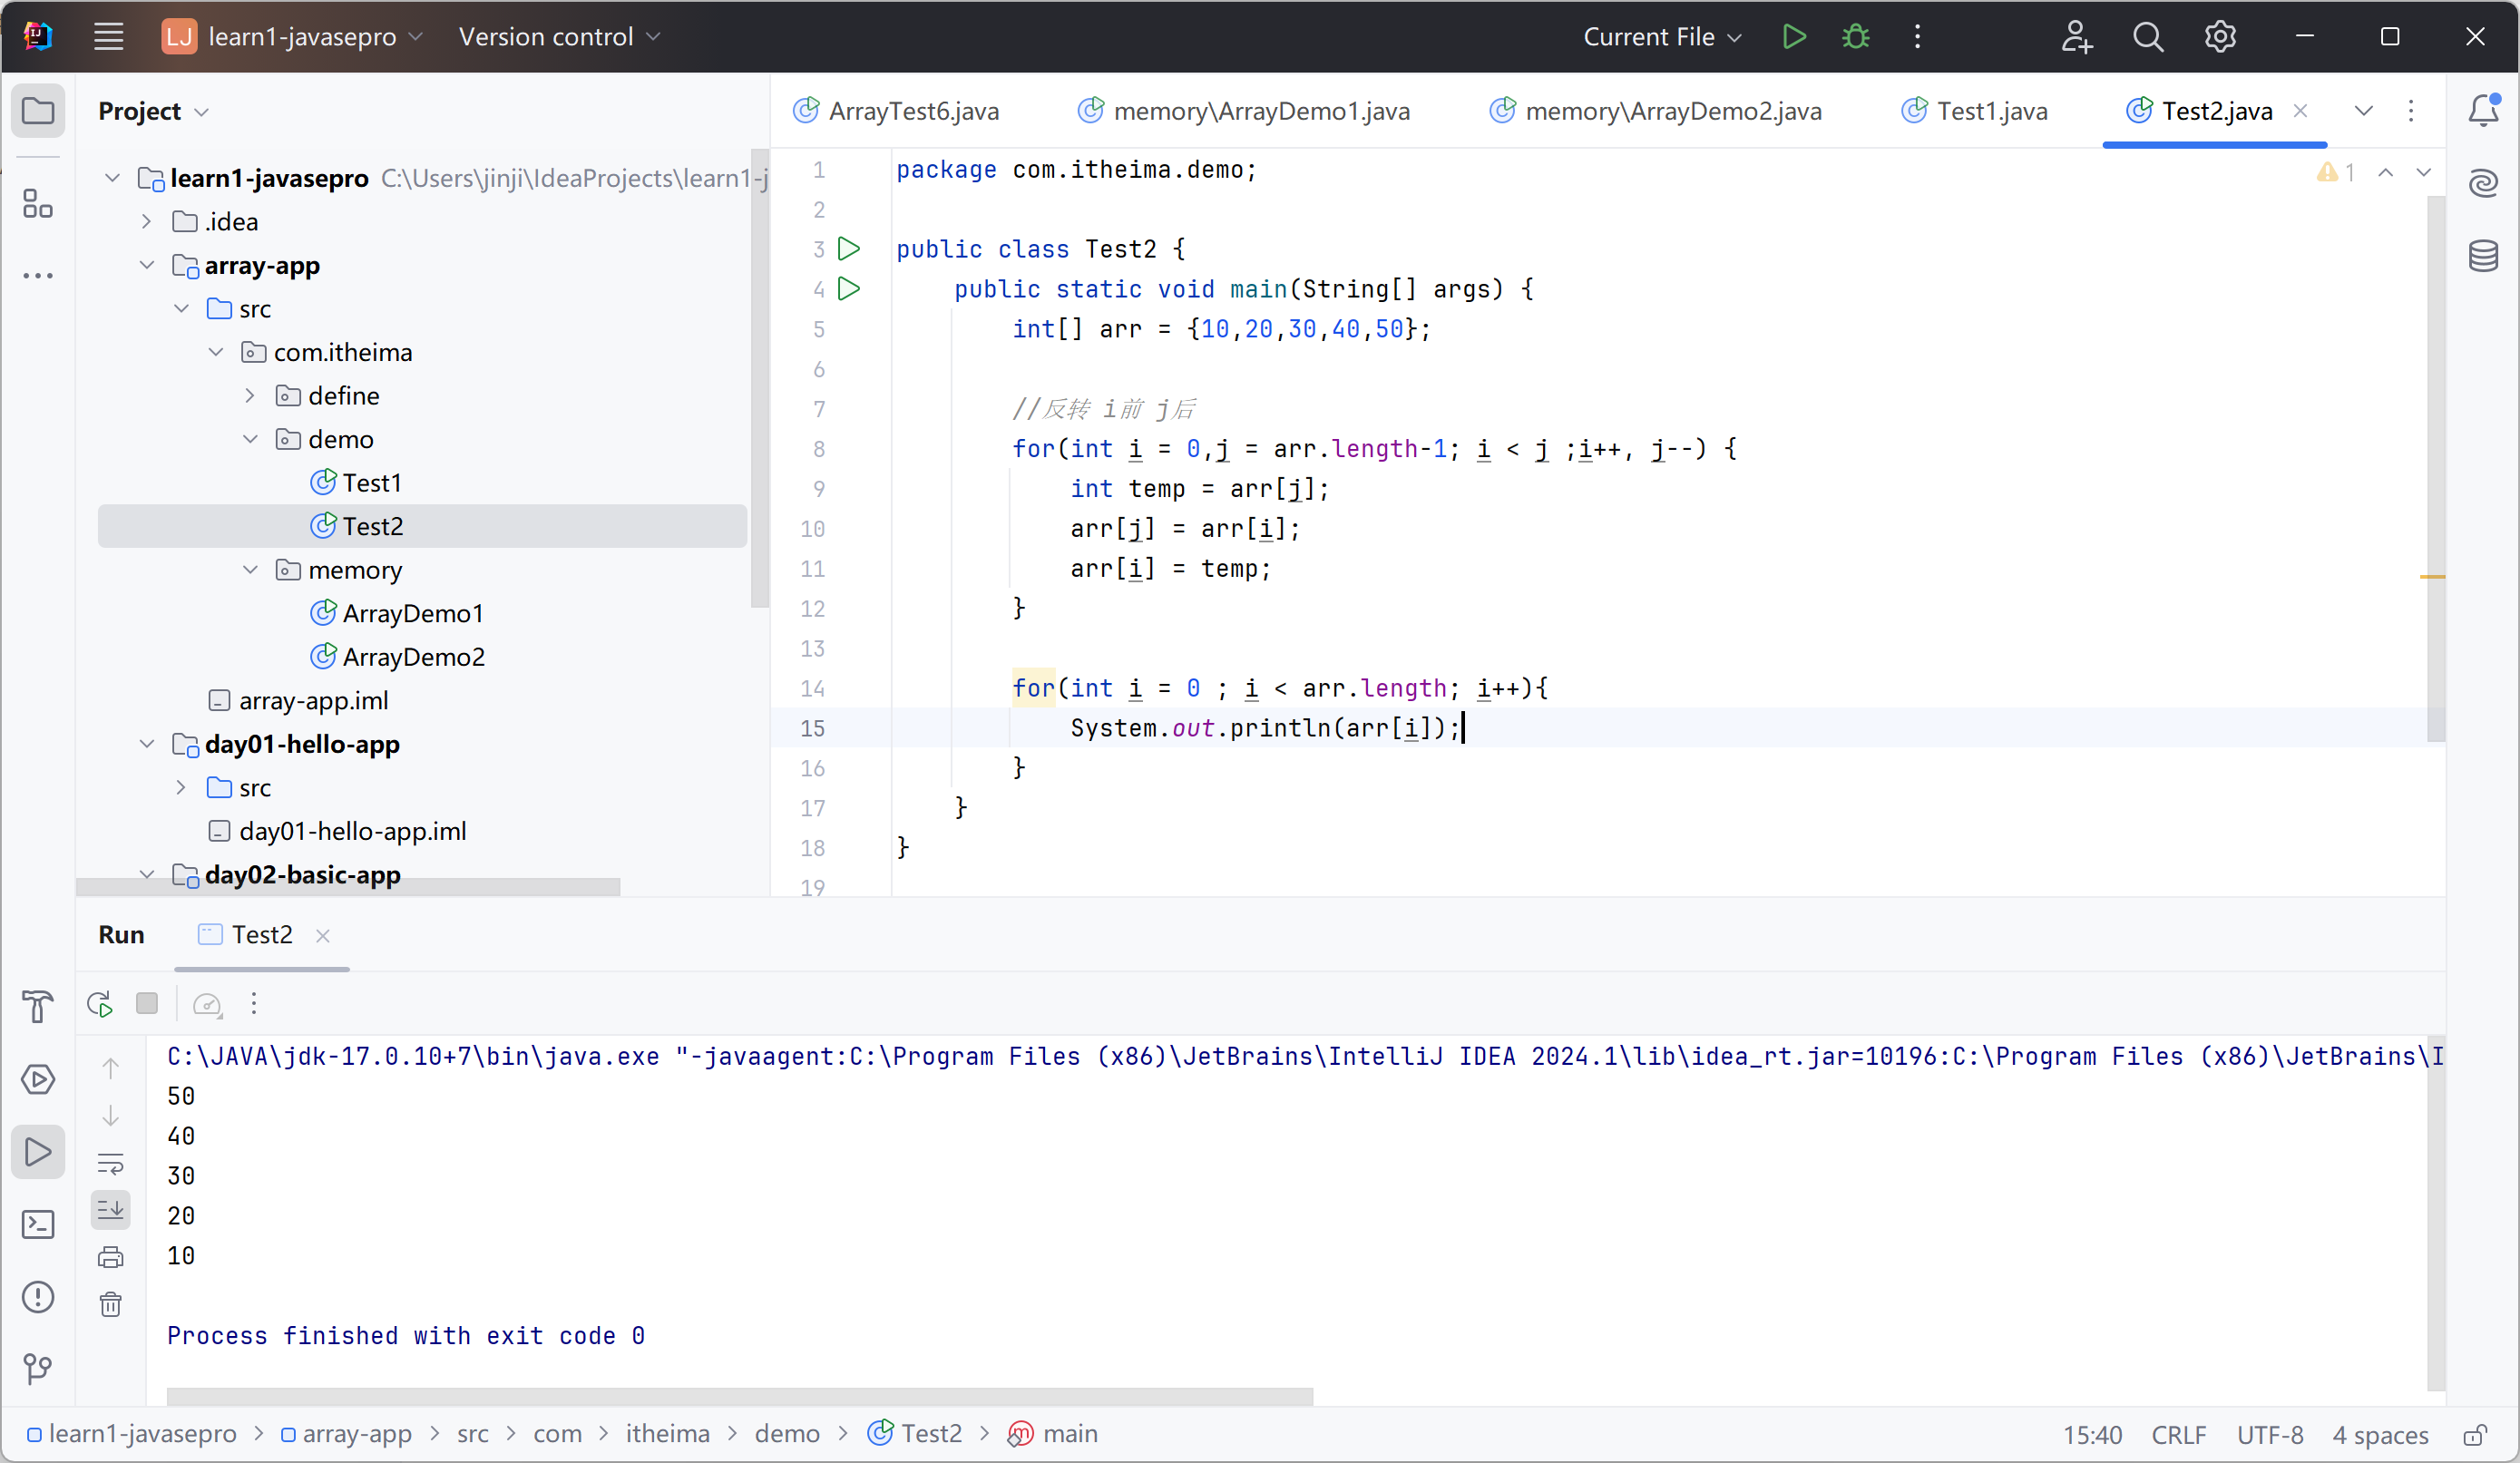 LJ learn1-javasepro Version control Current File
Project
ArrayTest6.java memory\ArrayDemo1.java memory\ArrayDemo2.java Test1.java Test2.java
learn1-javasepro C:\Users\jinji\IdeaProjects\learn1-j
.idea
array-app
src
com.itheima
define
demo
Test1
Test2
memory
ArrayDemo1
ArrayDemo2
array-app.iml
day01-hello-app
src
day01-hello-app.iml
day02-basic-app
1 package com.itheima.demo;
1
2
3 public class Test2 {
4 public static void main(String[] args) {
5 int[] arr = {10,20,30,40,50};
6
7 //反转 i前 j后
8 for(int i = 0,j = arr.length-1; i < j ;i++, j--) {
9 int temp = arr[j];
10 arr[j] = arr[i];
11 arr[i] = temp;
12 }
13
14 for(int i = 0 ; i < arr.length; i++){
15 System.out.println(arr[i]);
16 }
17 }
18 }
19
Run Test2
C:\JAVA\jdk-17.0.10+7\bin\java.exe "-javaagent:C:\Program Files (x86)\JetBrains\IntelliJ IDEA 2024.1\lib\idea_rt.jar=10196:C:\Program Files (x86)\JetBrains\I
50
40
30
20
10
Process finished with exit code 0
learn1-javasepro > array-app > src > com > itheima > demo > Test2 > main 15:40 CRLF UTF-8 4 spaces